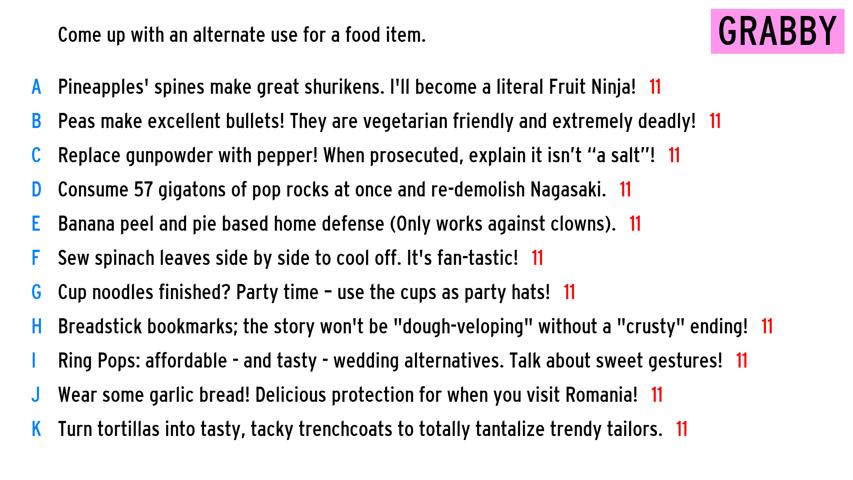 Come up with an alternate use for a food item.
GRABBY
A Pineapples' spines make great shurikens. I'll become a literal Fruit Ninja! 11
B Peas make excellent bullets! They are vegetarian friendly and extremely deadly! 11
C Replace gunpowder with pepper! When prosecuted, explain it isn’t “a salt”! 11
D Consume 57 gigatons of pop rocks at once and re-demolish Nagasaki. 11
E Banana peel and pie based home defense (Only works against clowns). 11
F Sew spinach leaves side by side to cool off. It's fan-tastic! 11
G Cup noodles finished? Party time – use the cups as party hats! 11
H Breadstick bookmarks; the story won't be "dough-veloping" without a "crusty" ending! 11
I Ring Pops: affordable - and tasty - wedding alternatives. Talk about sweet gestures! 11
J Wear some garlic bread! Delicious protection for when you visit Romania! 11
K Turn tortillas into tasty, tacky trenchcoats to totally tantalize trendy tailors. 11